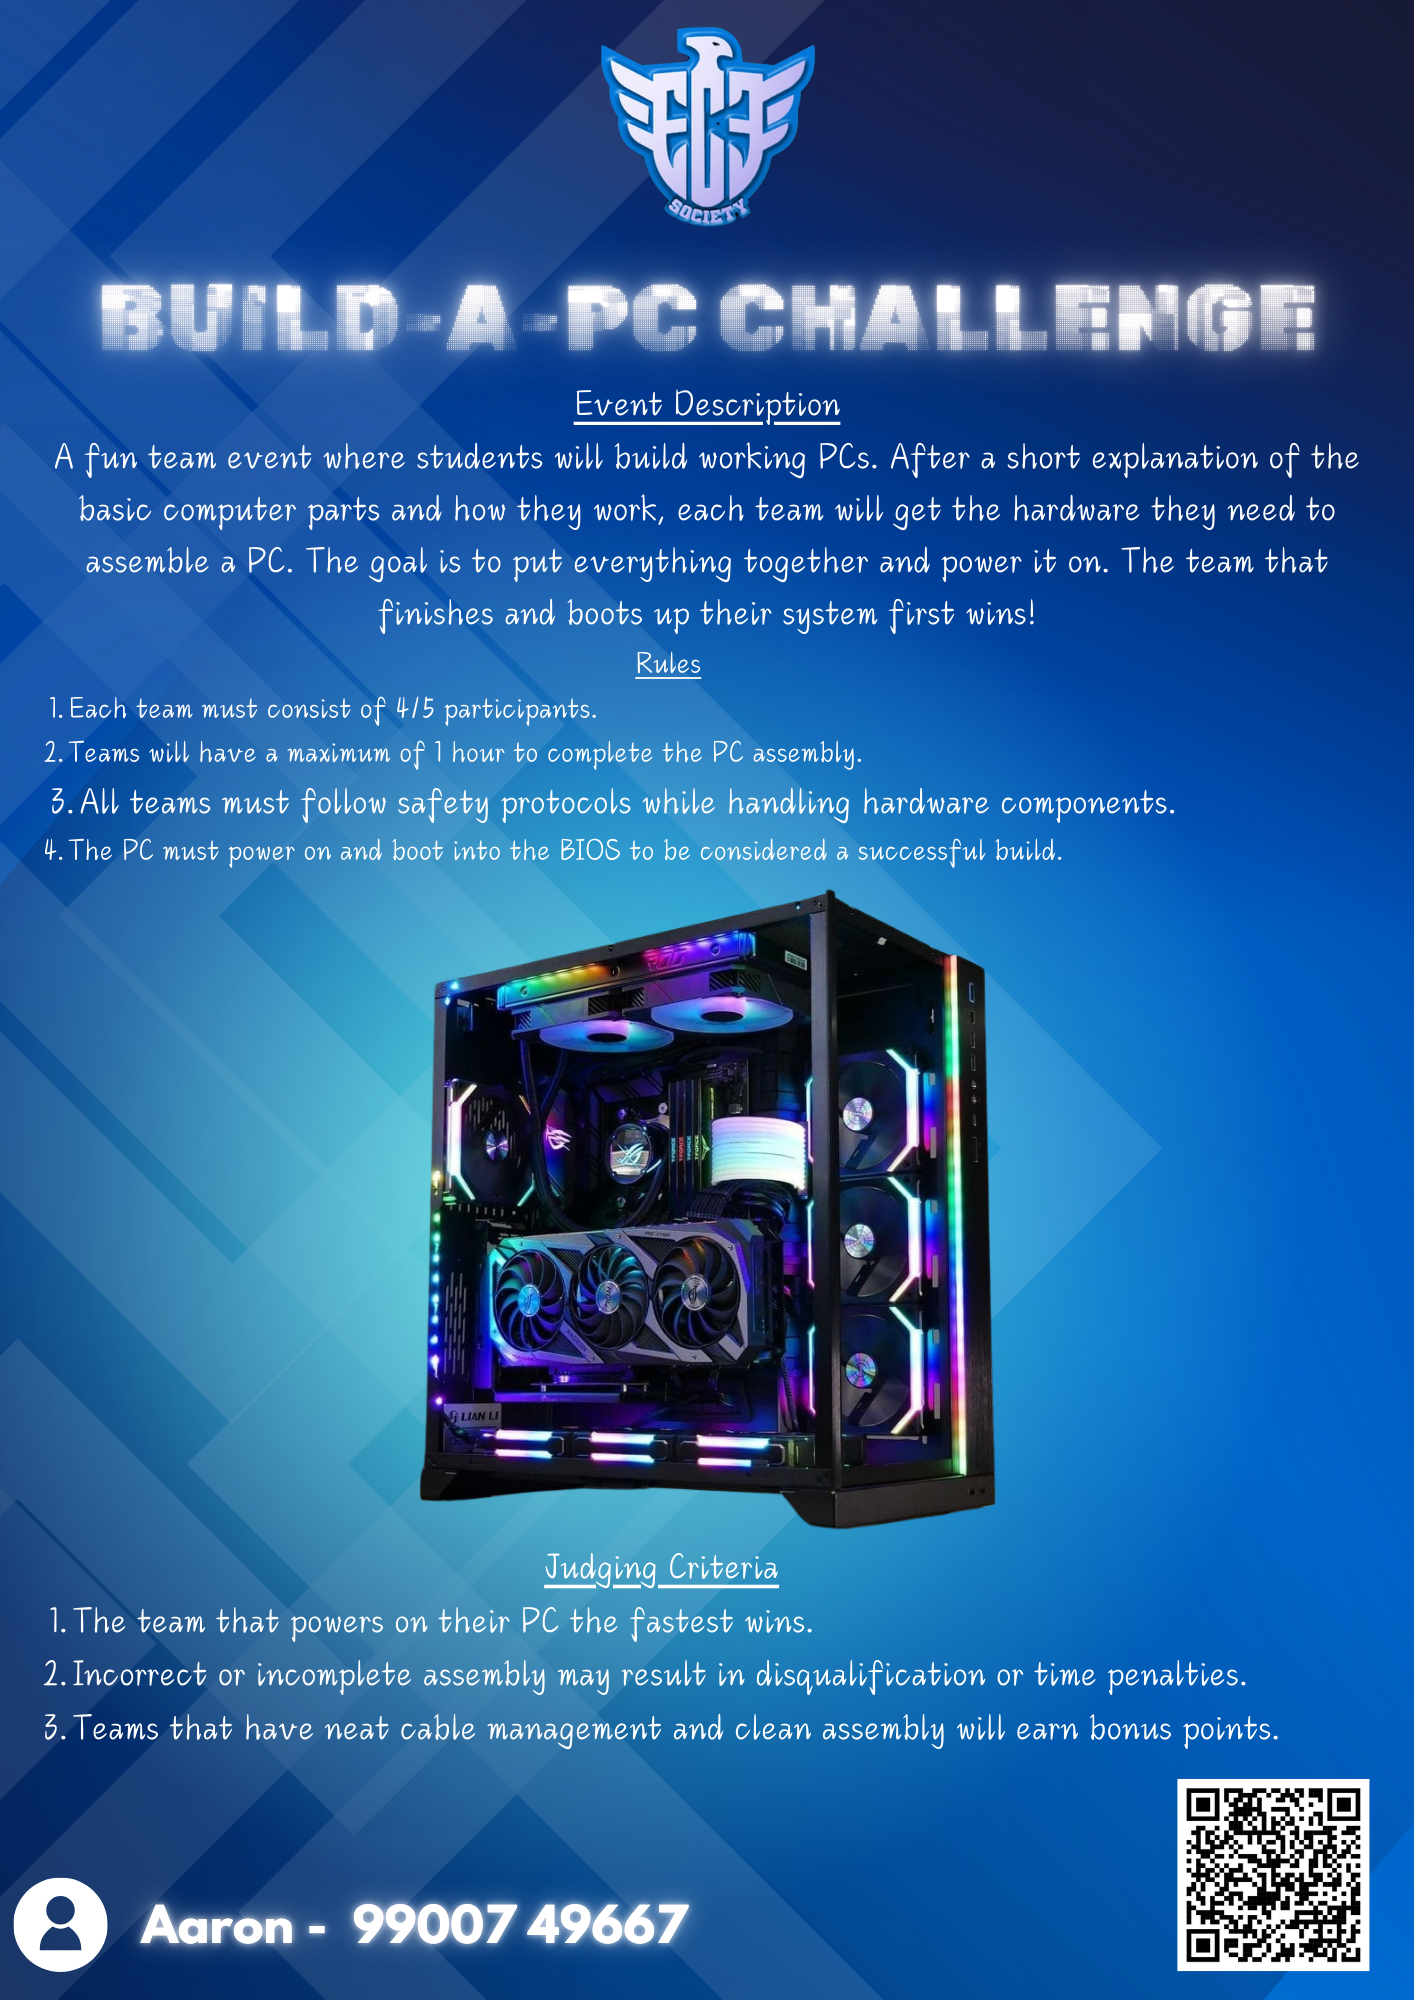 ECE
SOCIETY
BUILD-A-PC CHALLENGE
Event Description
A fun team event where students will build working PCs. After a short explanation of the
basic computer parts and how they work, each team will get the hardware they need to
assemble a PC. The goal is to put everything together and power it on. The team that
finishes and boots up their system first wins!
Rules
1. Each team must consist of 4/5 participants.
2. Teams will have a maximum of 1 hour to complete the PC assembly.
3. All teams must follow safety protocols while handling hardware components.
4. The PC must power on and boot into the BIOS to be considered a successful build.
LIAN LI
Judging Criteria
1. The team that powers on their PC the fastest wins.
2. Incorrect or incomplete assembly may result in disqualification or time penalties.
3. Teams that have neat cable management and clean assembly will earn bonus points.
Aaron - 99007 49667